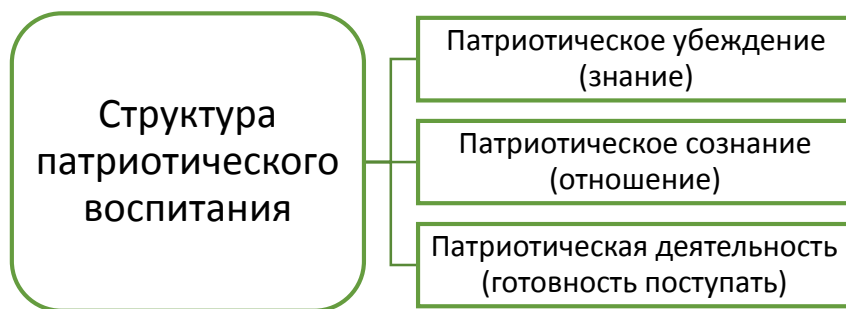 Структура
патриотического
воспитания
Патриотическое убеждение
(знание)
Патриотическое сознание
(отношение)
Патриотическая деятельность
(готовность поступать)